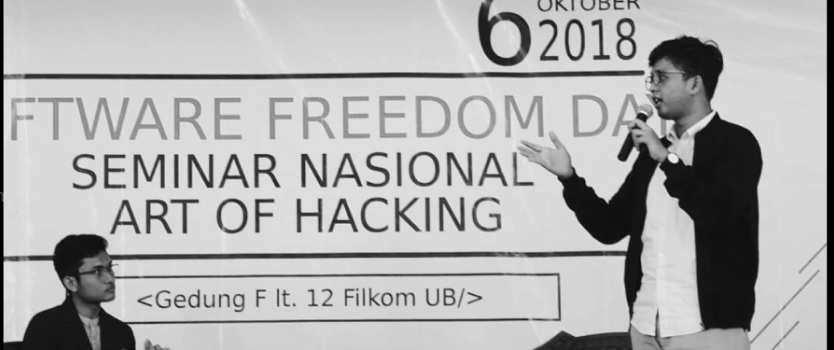 6 OKTOBER
2018
FTWARE FREEDOM DA
SEMINAR NASIONAL
ART OF HACKING
<Gedung F lt. 12 Filkom UB/>